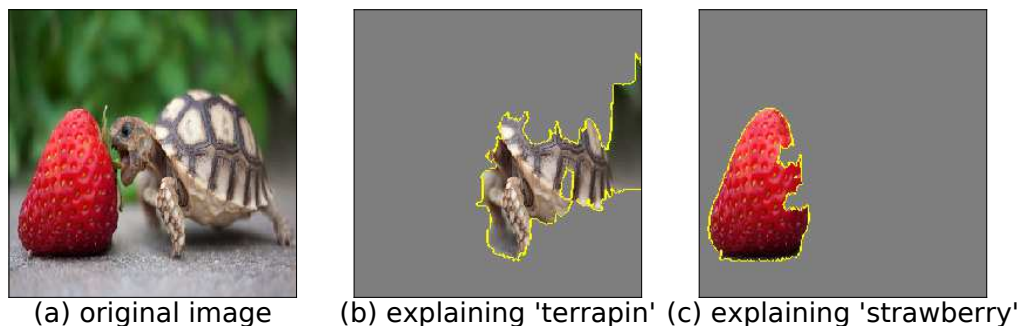 (a) original image
(b) explaining 'terrapin'
(c) explaining 'strawberry'